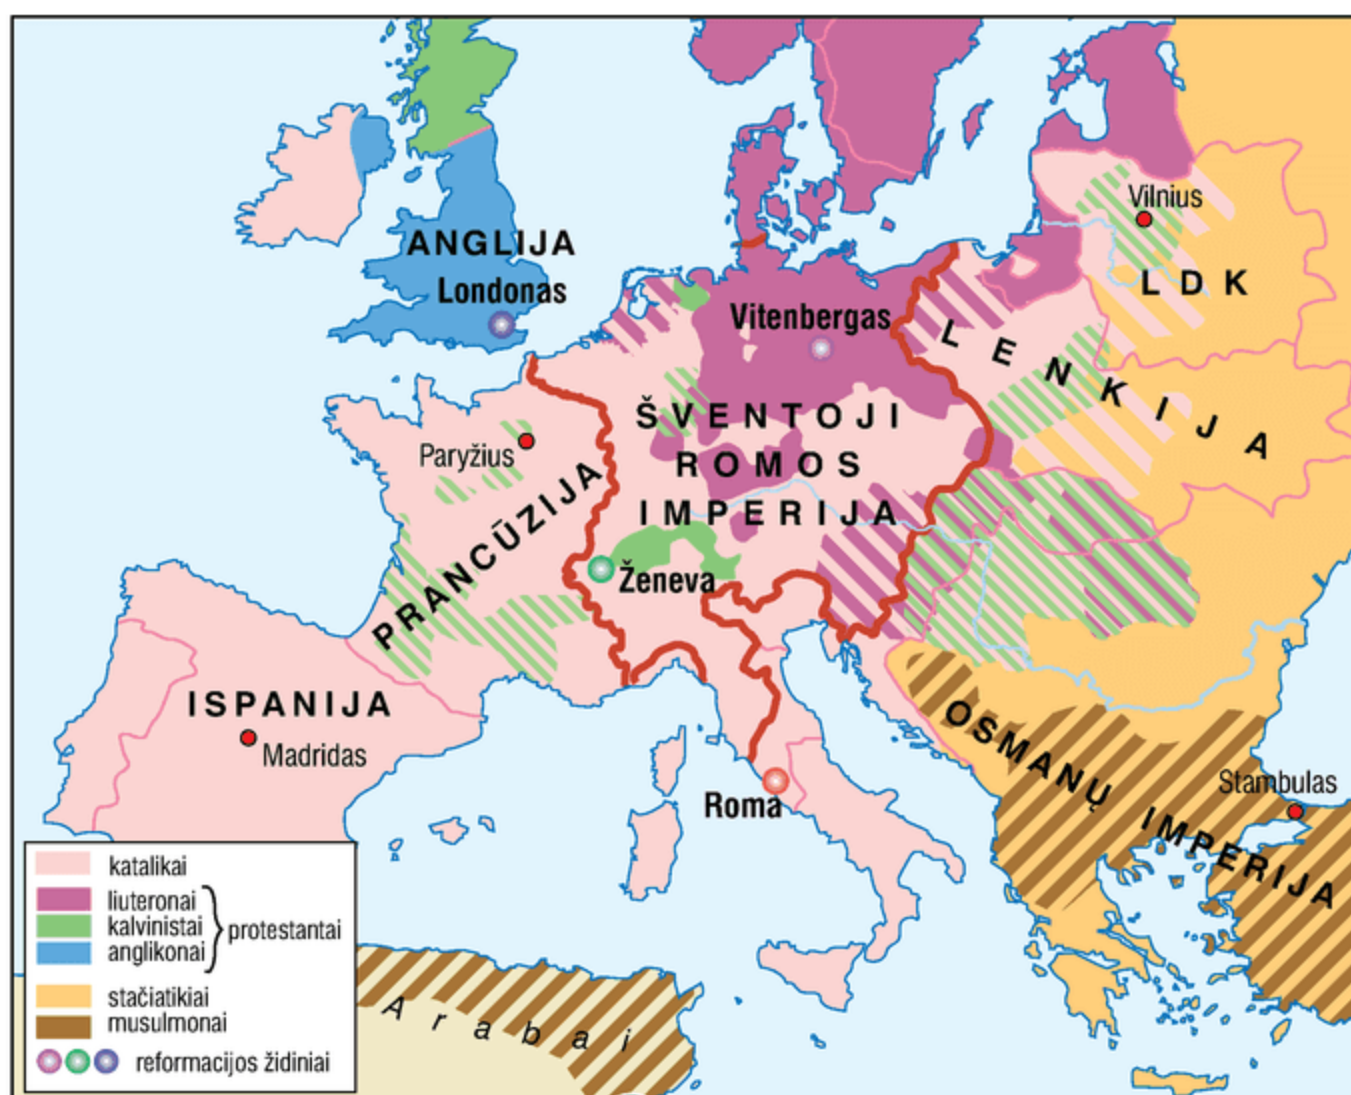 ANGLIJA
Londonas
Vilnius
LDK
Vitenbergas
LENKIJA
ŠVENTOJI
ROMOS
IMPERIJA
Paryžius
PRANCŪZIJA
Ženeva
ISPANIJA
Madridas
Roma
OSMANŲ IMPERIJA
Stambulas
Arabai
katalikai
liuteronai
kalvinistai
anglikonai
protestantai
stačiatikiai
musulmonai
reformacijos židiniai